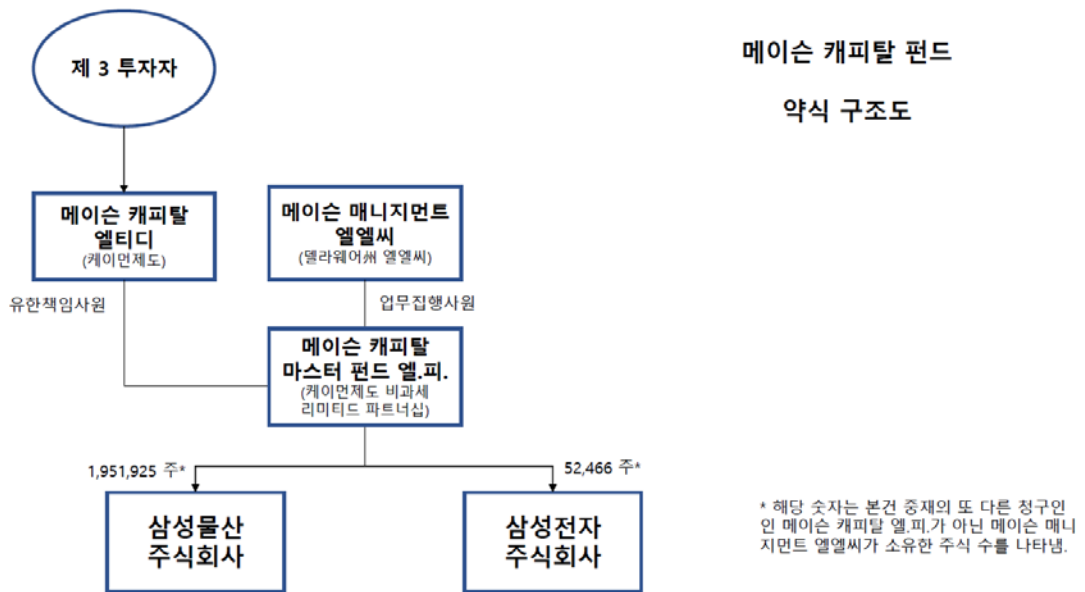 제 3 투자자
메이슨 캐피탈 펀드
약식 구조도
메이슨 캐피탈
엘티디
(케이먼제도)
메이슨 매니지먼트
엘엘씨
(델라웨어州 엘엘씨)
유한책임사원
업무집행사원
메이슨 캐피탈
마스터 펀드 엘.피.
(케이먼제도 비과세
리미티드 파트너십)
1,951,925 주*
52,466 주*
삼성물산
주식회사
삼성전자
주식회사
* 해당 숫자는 본건 중재의 또 다른 청구인
인 메이슨 캐피탈 엘.피.가 아닌 메이슨 매니
지먼트 엘엘씨가 소유한 주식 수를 나타냄.